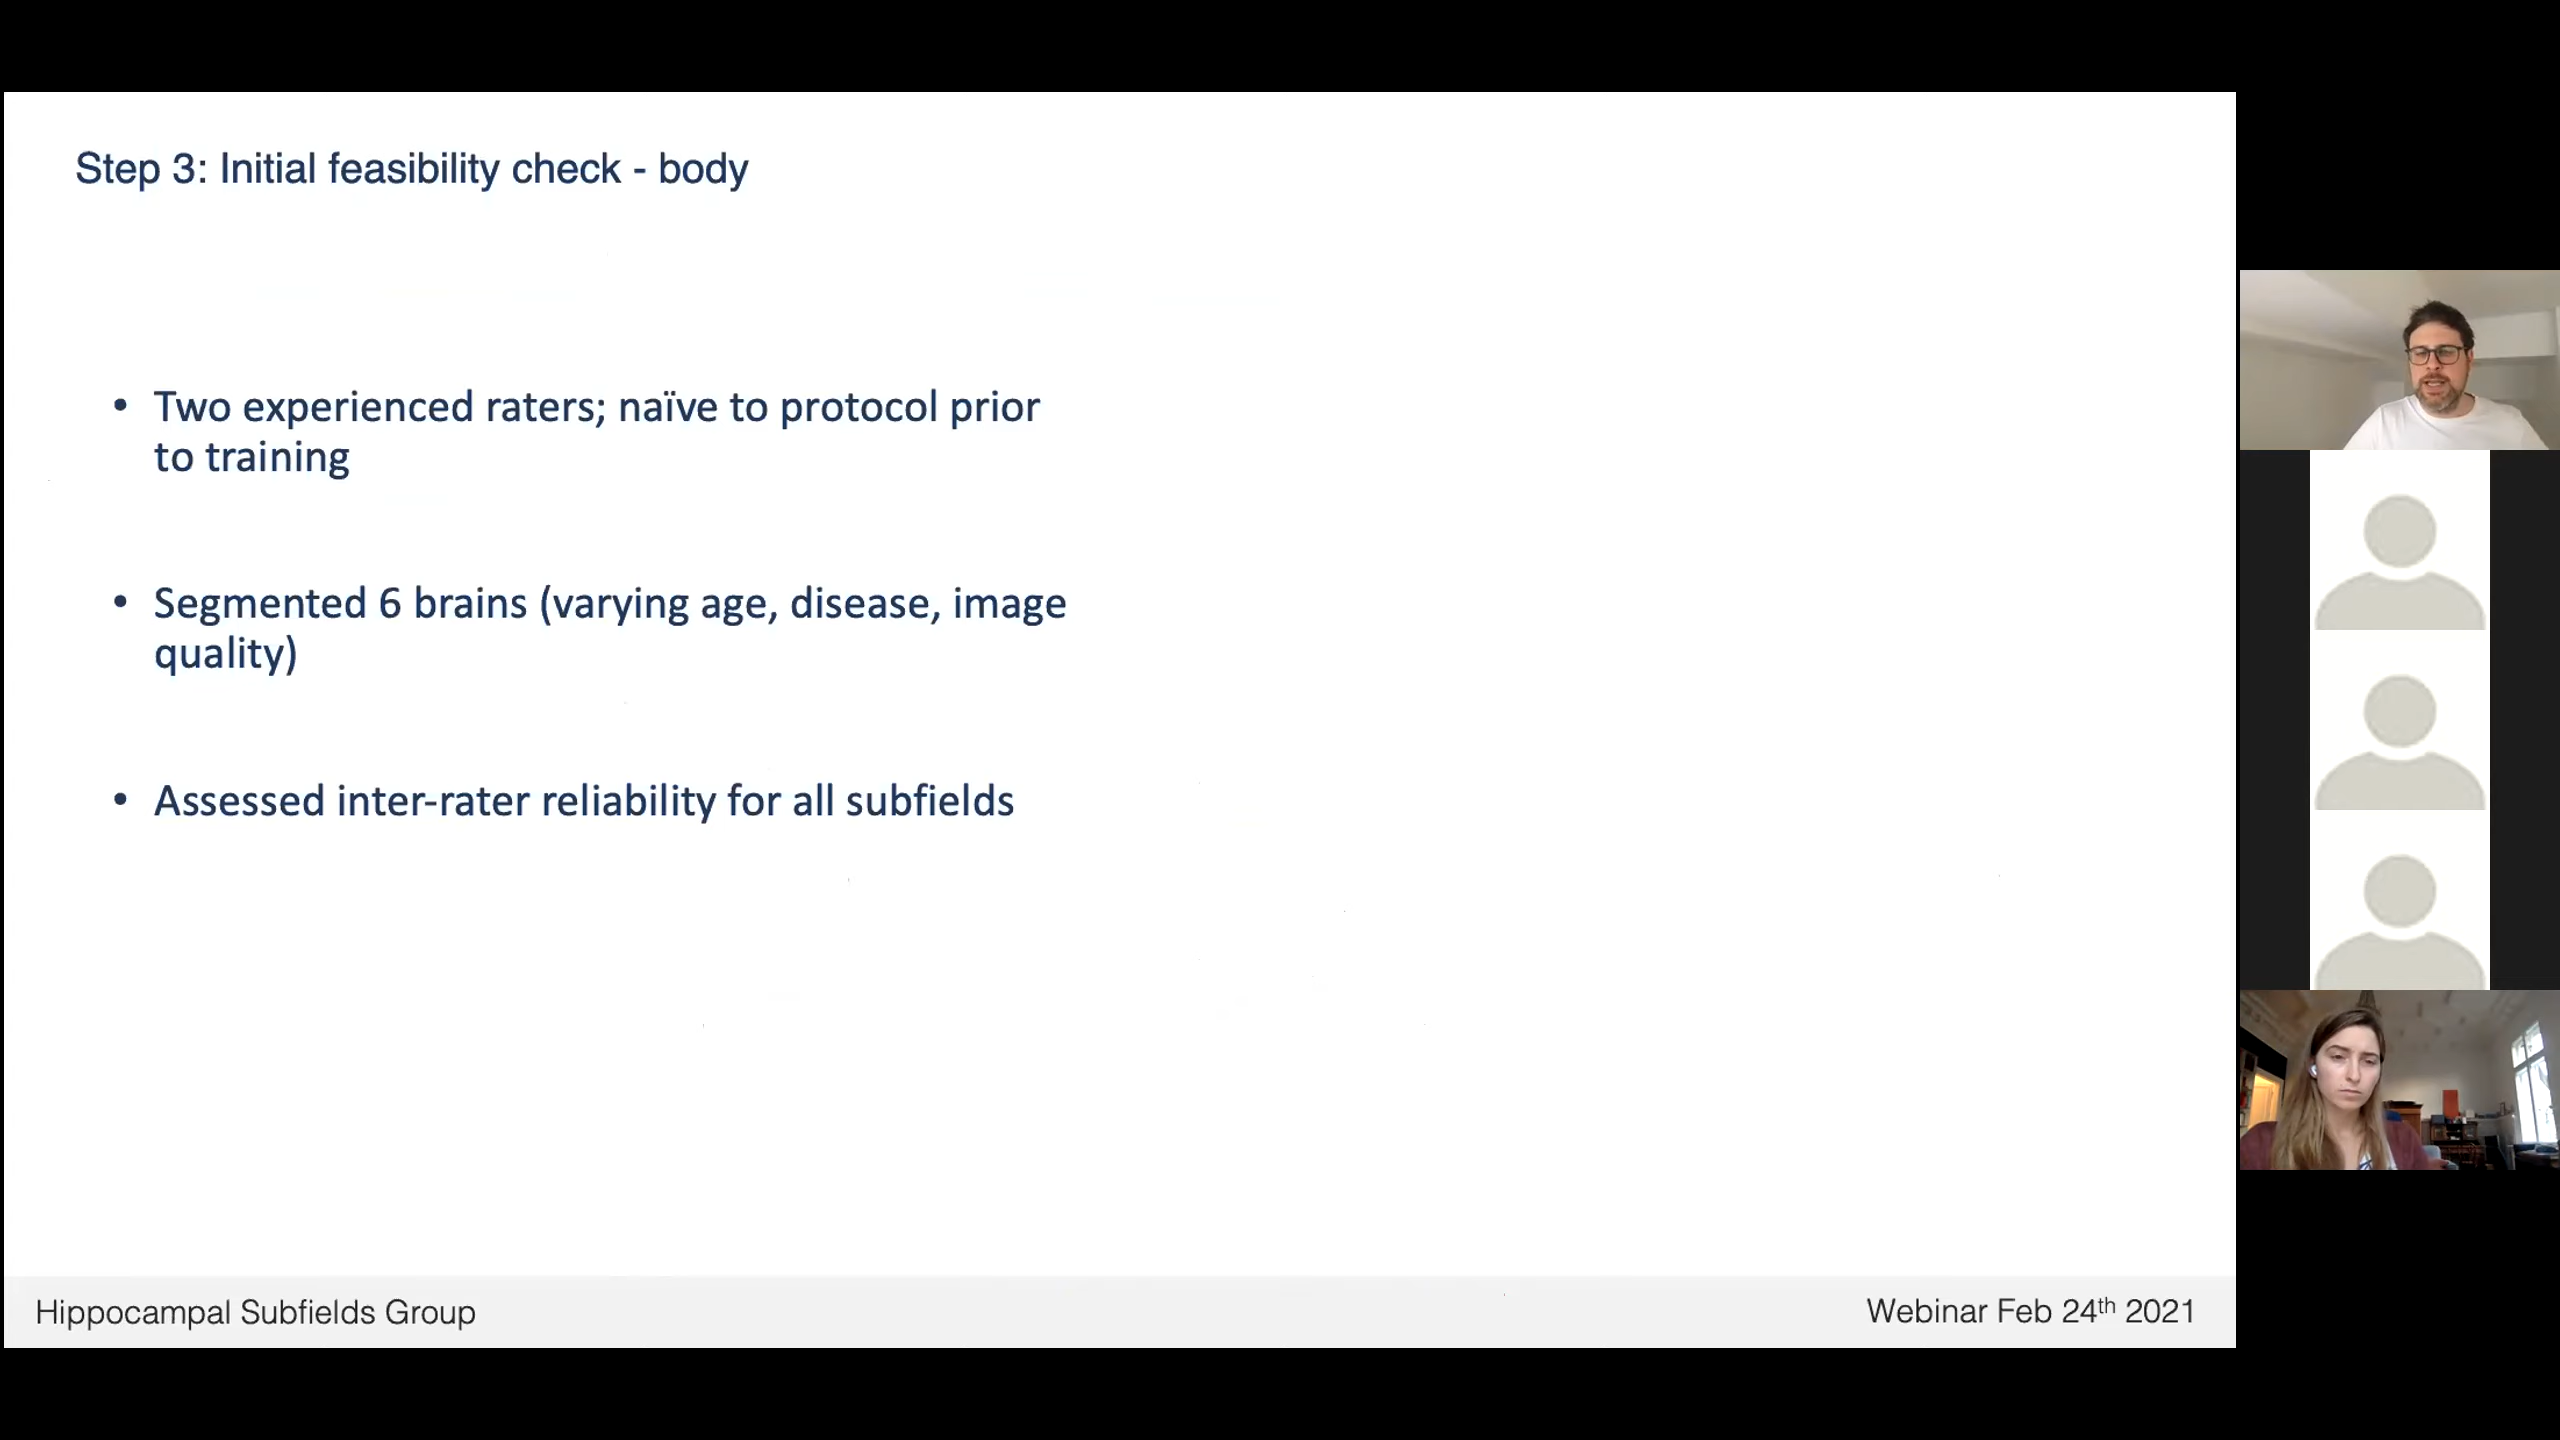 Step 3: Initial feasibility check - body
• Two experienced raters; naïve to protocol prior
to training
• Segmented 6 brains (varying age, disease, image
quality)
• Assessed inter-rater reliability for all subfields
Hippocampal Subfields Group
Webinar Feb 24th 2021